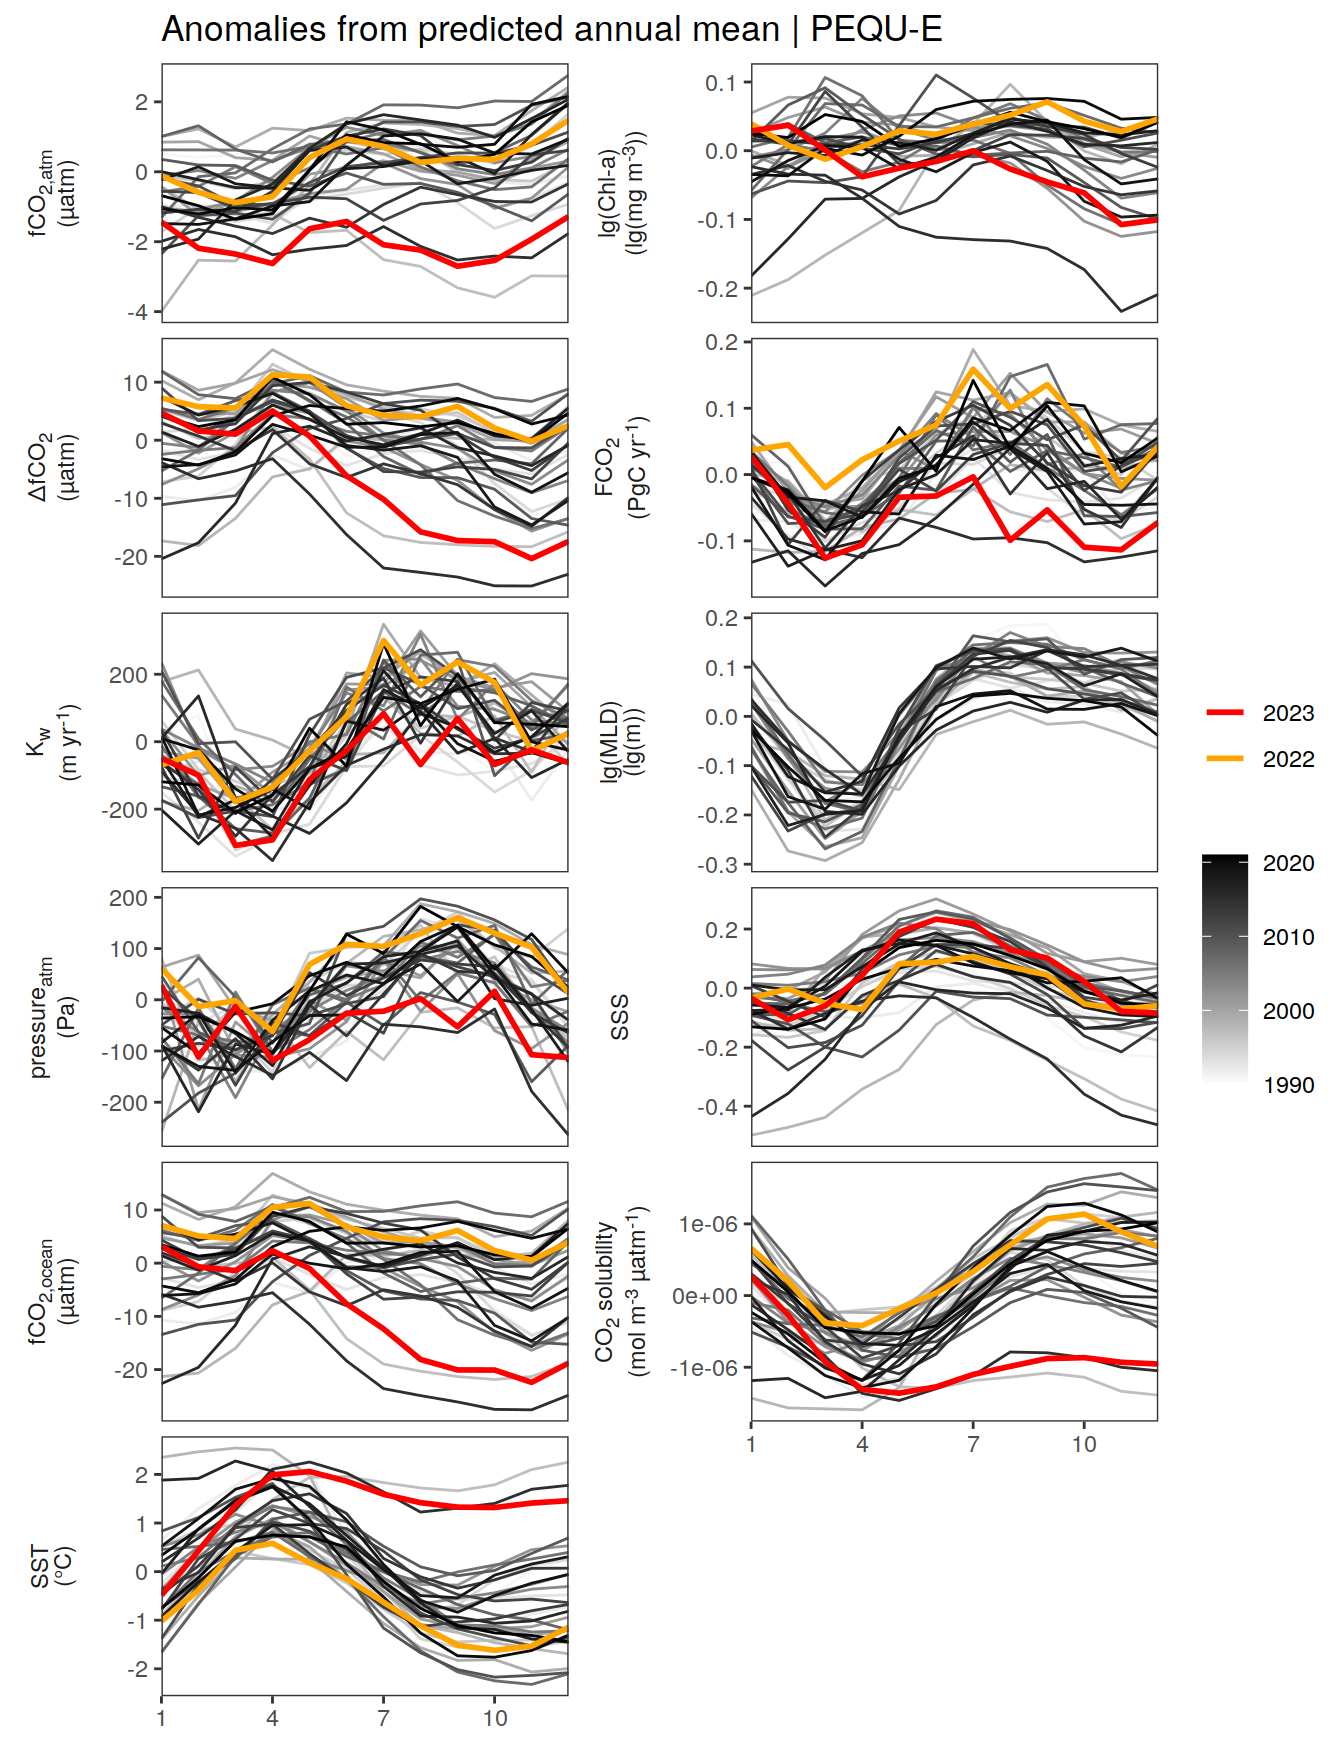 Anomalies from predicted annual mean | PEQU-E
fCO2,atm
(µatm)
2
0
-2
-4
lg(Chl-a)
(lg(mg m-3))
0.1
0.0
-0.1
-0.2
ΔfCO2
(µatm)
10
0
-10
-20
FCO2
(PgC yr-1)
0.2
0.1
0.0
-0.1
Kw
(m yr-1)
200
0
-200
lg(MLD)
(lg(m))
0.2
0.1
0.0
-0.1
-0.2
-0.3
pressureatm
(Pa)
200
100
0
-100
-200
SSS
0.2
0.0
-0.2
-0.4
fCO2,ocean
(µatm)
10
0
-10
-20
CO2 solubility
(mol m-3 µatm-1)
1e-06
0e+00
-1e-06
1 4 7 10
SST
(°C)
2
1
0
-1
-2
1 4 7 10
2023
2022
2020
2010
2000
1990